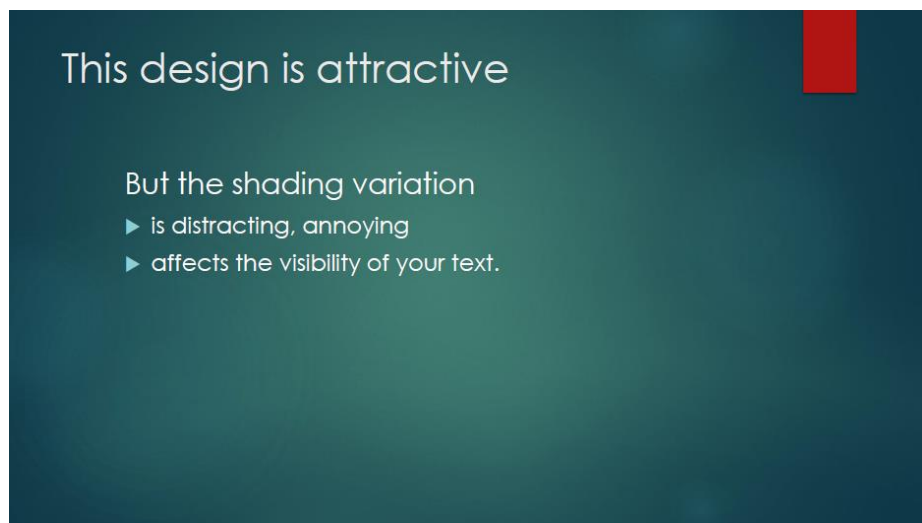 This design is attractive
But the shading variation
is distracting, annoying
affects the visibility of your text.